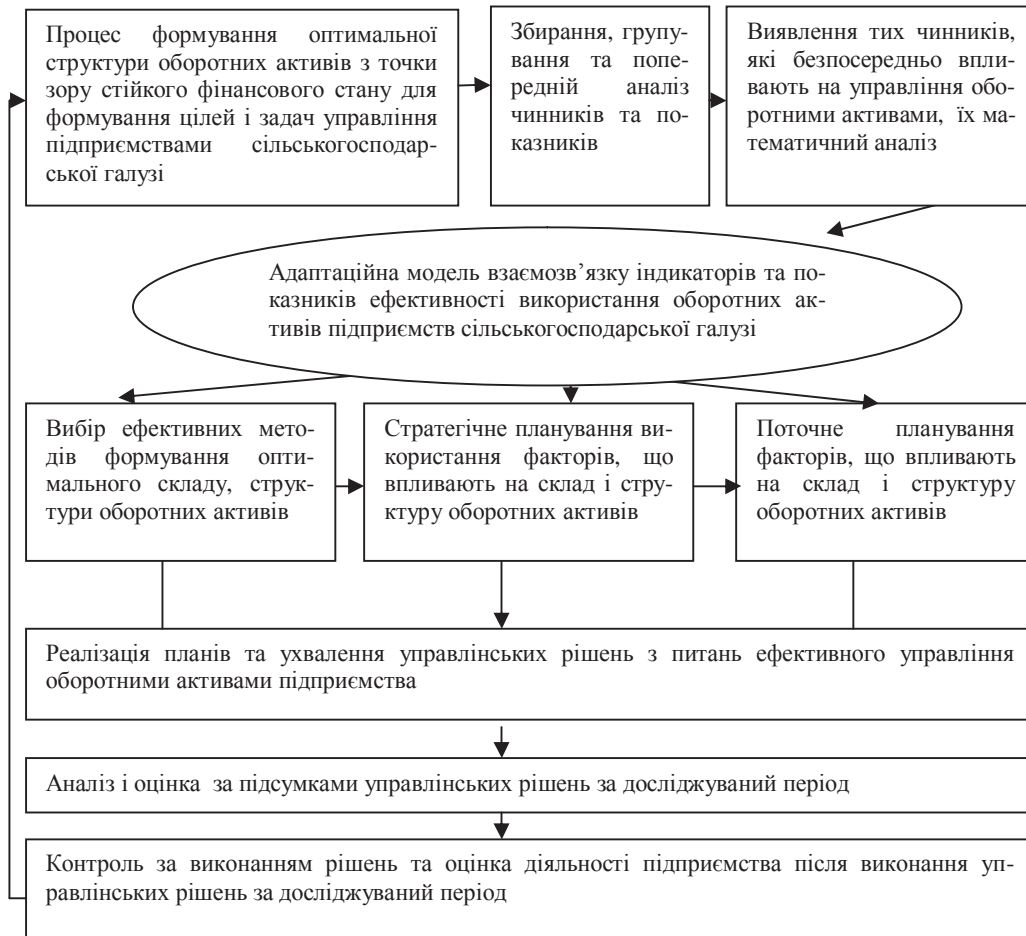 Процес формування оптимальної
структури оборотних активів з точки
зору стійкого фінансового стану для
формування цілей і задач управління
підприємствами сільськогосподар-
ської галузі
Збирання, групу-
вання та попе-
редній аналіз
чинників та по-
казників
Виявлення тих чинників,
які безпосередньо впли-
вають на управління обо-
ротними активами, їх ма-
тематичний аналіз
Адаптаційна модель взаємозв’язку індикаторів та по-
казників ефективності використання оборотних ак-
тивів підприємств сільськогосподарської галузі
Вибір ефективних мето-
дів формування опти-
мального складу, струк-
тури оборотних активів
Стратегічне планування ви-
користання факторів, що
впливають на склад і стру-
ктуру оборотних активів
Поточне планування
факторів, що впливають
на склад і структуру
оборотних активів
Реалізація планів та ухвалення управлінських рішень з питань ефективного управління
оборотними активами підприємства
Аналіз і оцінка за підсумками управлінських рішень за досліджуваний період
Контроль за виконанням рішень та оцінка діяльності підприємства після виконання уп-
равлінських рішень за досліджуваний період